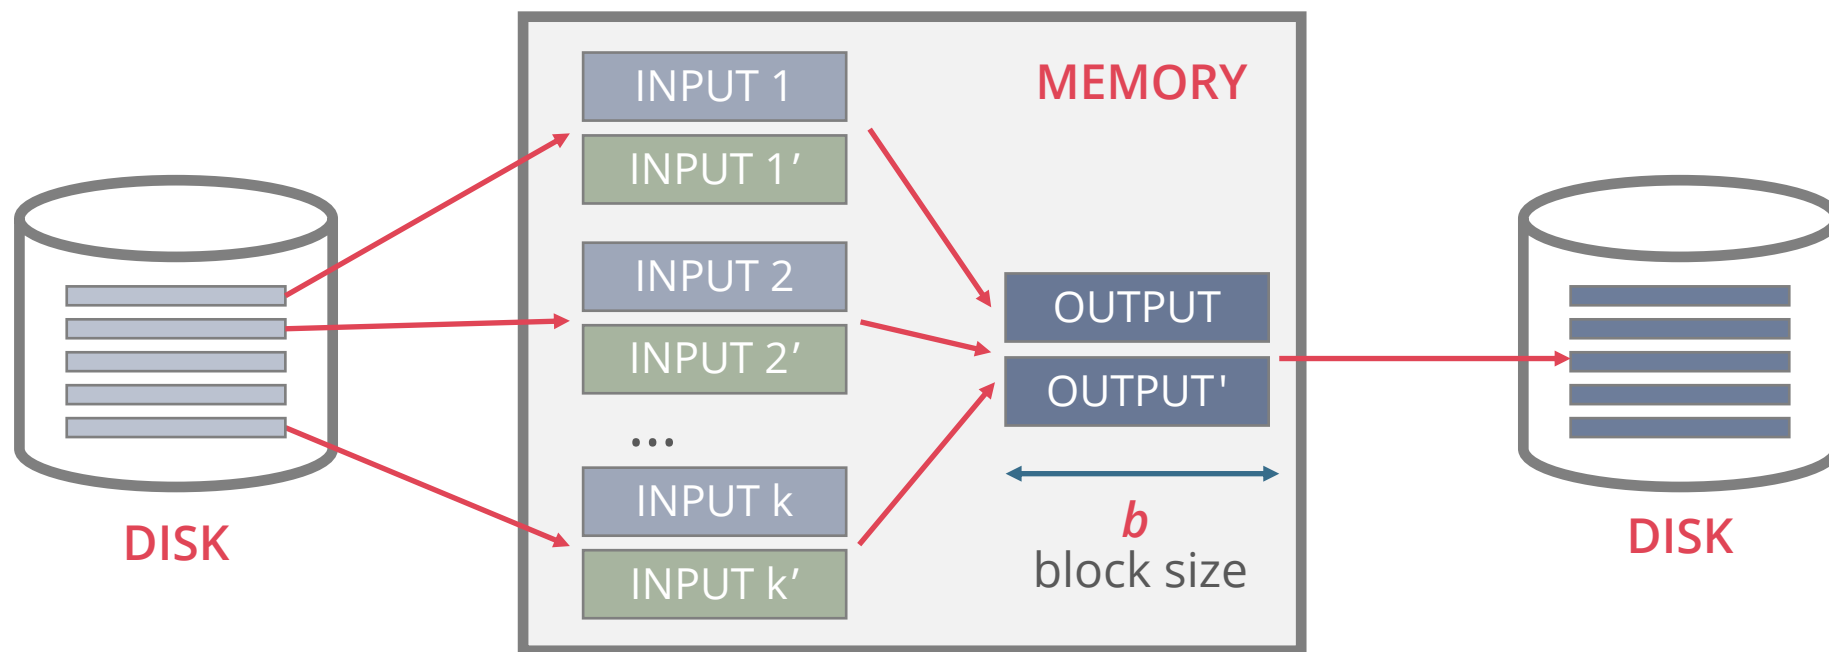 INPUT 1
MEMORY
INPUT 1’
INPUT 2
OUTPUT
INPUT 2’
OUTPUT'
...
INPUT k
b
DISK
DISK
block size
INPUT k’